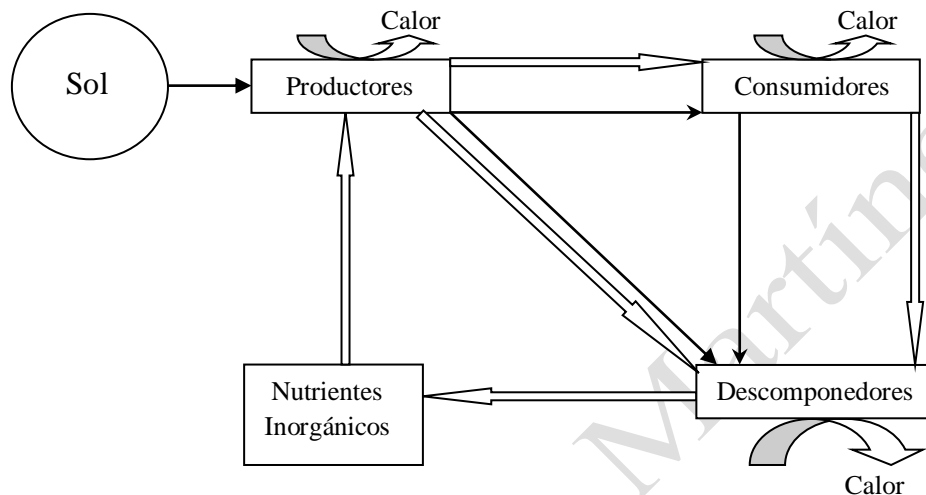 Calor
Calor
Sol
Productores
Consumidores
Nutrientes
Inorgánicos
Descomponedores
Calor